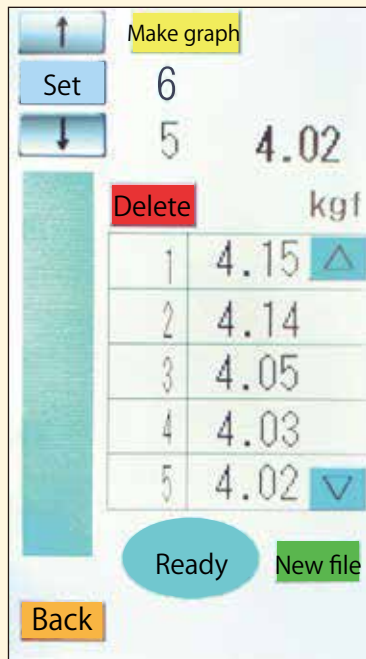 ↑ Make graph
Set 6
↓ 5 4.02
Delete kgf
1 4.15 △
2 4.14
3 4.05
4 4.03
5 4.02 ▽
Ready New file
Back